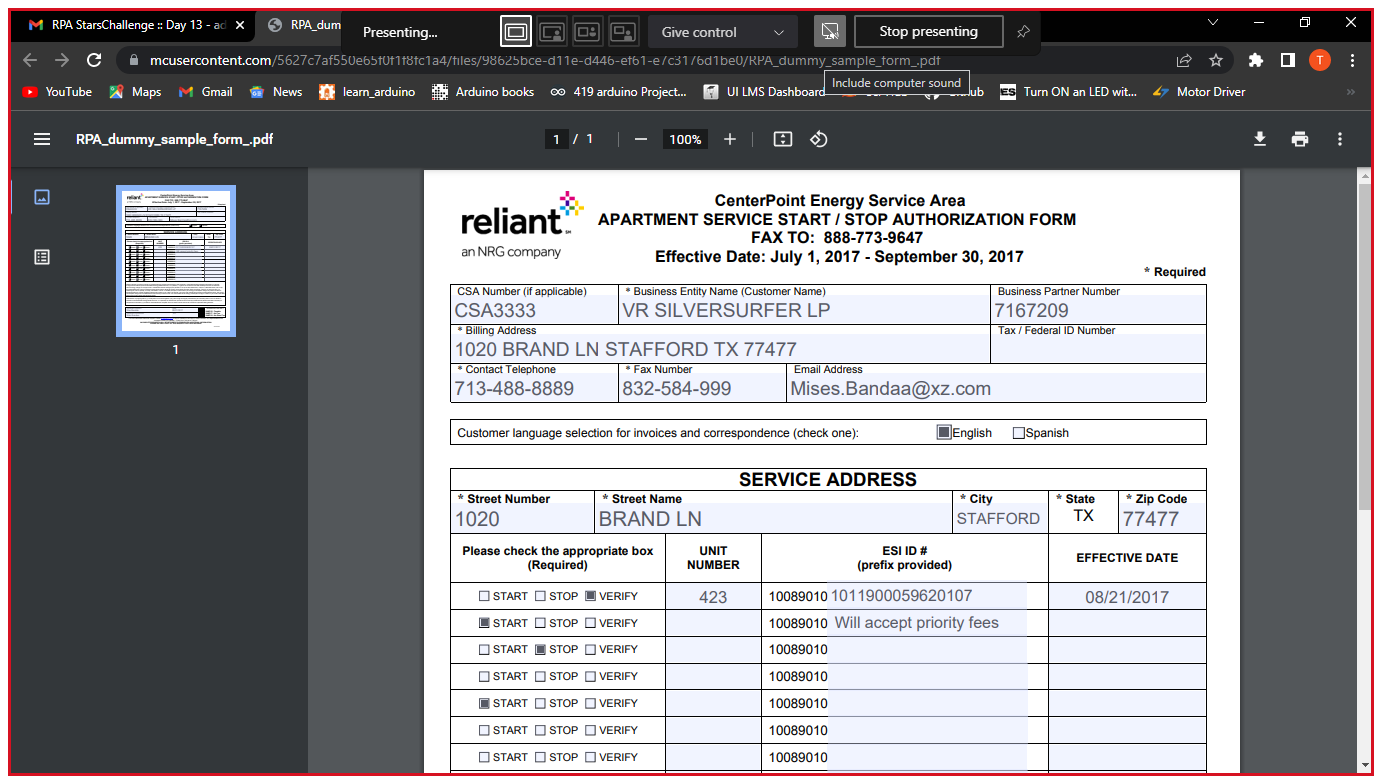 RPA StarsChallenge :: Day 13 - ad
RPA_dum
Presenting...
Give control
Stop presenting
mcusercontent.com/5627c7af550e65f0f1f8fc1a4/files/98625bce-d11e-d446-ef61-e7c3176d1be0/RPA_dummy_sample_form_.pdf
T
Include computer sound
YouTube
Maps
Gmail
News
learn_arduino
Arduino books
419 arduino Project...
UI LMS Dashboard
Turn ON an LED wit...
Motor Driver
RPA_dummy_sample_form_.pdf
1 / 1
100%
1
reliant
an NRG company
CenterPoint Energy Service Area
APARTMENT SERVICE START / STOP AUTHORIZATION FORM
FAX TO: 888-773-9647
Effective Date: July 1, 2017 - September 30, 2017
* Required
CSA Number (if applicable)
* Business Entity Name (Customer Name)
Business Partner Number
CSA3333
VR SILVERSURFER LP
7167209
* Billing Address
Tax / Federal ID Number
1020 BRAND LN STAFFORD TX 77477
* Contact Telephone
* Fax Number
Email Address
713-488-8889
832-584-999
Mises.Bandaa@xz.com
Customer language selection for invoices and correspondence (check one):
English
Spanish
SERVICE ADDRESS
* Street Number
* Street Name
* City
* State
* Zip Code
1020
BRAND LN
STAFFORD
TX
77477
Please check the appropriate box
(Required)
UNIT
NUMBER
ESI ID #
(prefix provided)
EFFECTIVE DATE
START STOP VERIFY
423
10089010 1011900059620107
08/21/2017
START STOP VERIFY
10089010 Will accept priority fees
START STOP VERIFY
10089010
START STOP VERIFY
10089010
START STOP VERIFY
10089010
START STOP VERIFY
10089010
START STOP VERIFY
10089010